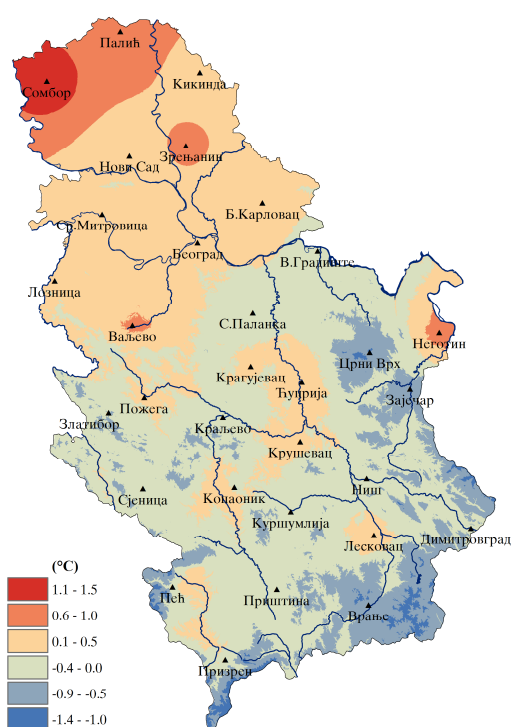 Палић
Кикинда
Сомбор
Зрењанин
Нови Сад
Б.Карловац
Ср.Митровица
Београд
В.Градиште
Лозница
С.Паланка
Ваљево
Неготин
Црни Врх
Крагујевац
Ћуприја
Зајечар
Пожега
Златибор
Краљево
Крушевац
Ниш
Сјеница
Копаоник
Куршумлија
Димитровград
Лесковац
(°C)
1.1 - 1.5
0.6 - 1.0
0.1 - 0.5
-0.4 - 0.0
-0.9 - -0.5
-1.4 - -1.0
Пећ
Приштина
Врање
Призрен